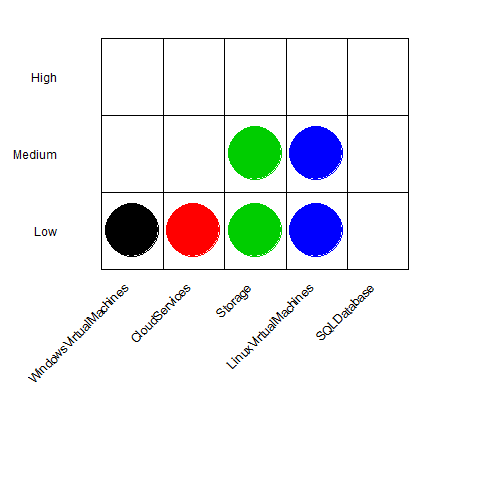 High
Medium
Low
WindowsVirtualMachines
CloudServices
Storage
LinuxVirtualMachines
SQLDatabase